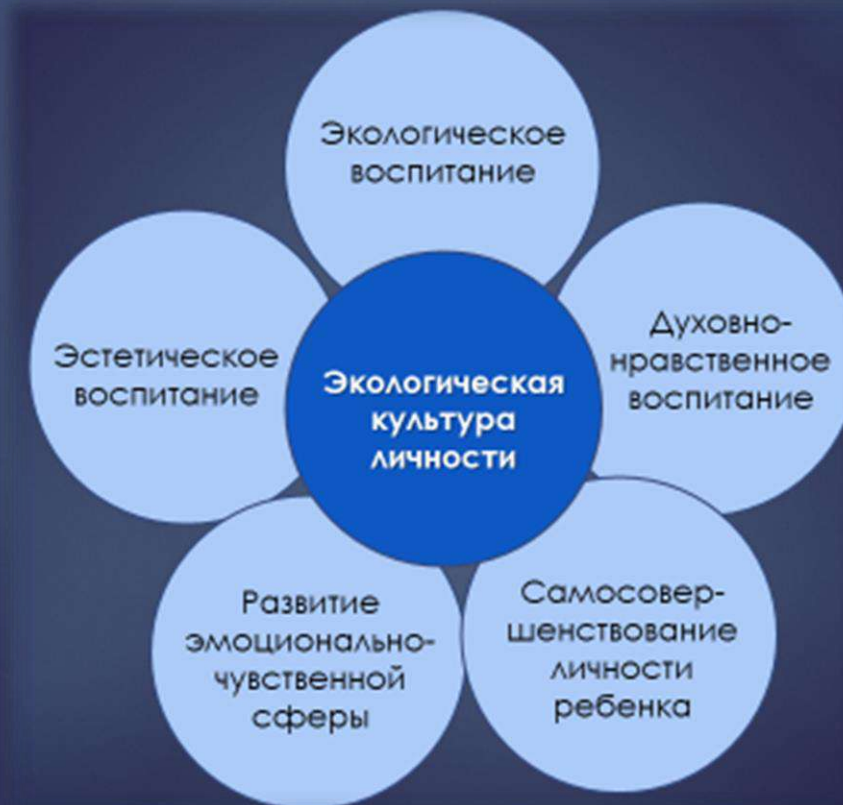 Экологическое
воспитание
Духовно-
нравственное
воспитание
Самосовер-
шенствование
личности
ребенка
Развитие
эмоционально-
чувственной
сферы
Эстетическое
воспитание
Экологическая
культура
личности